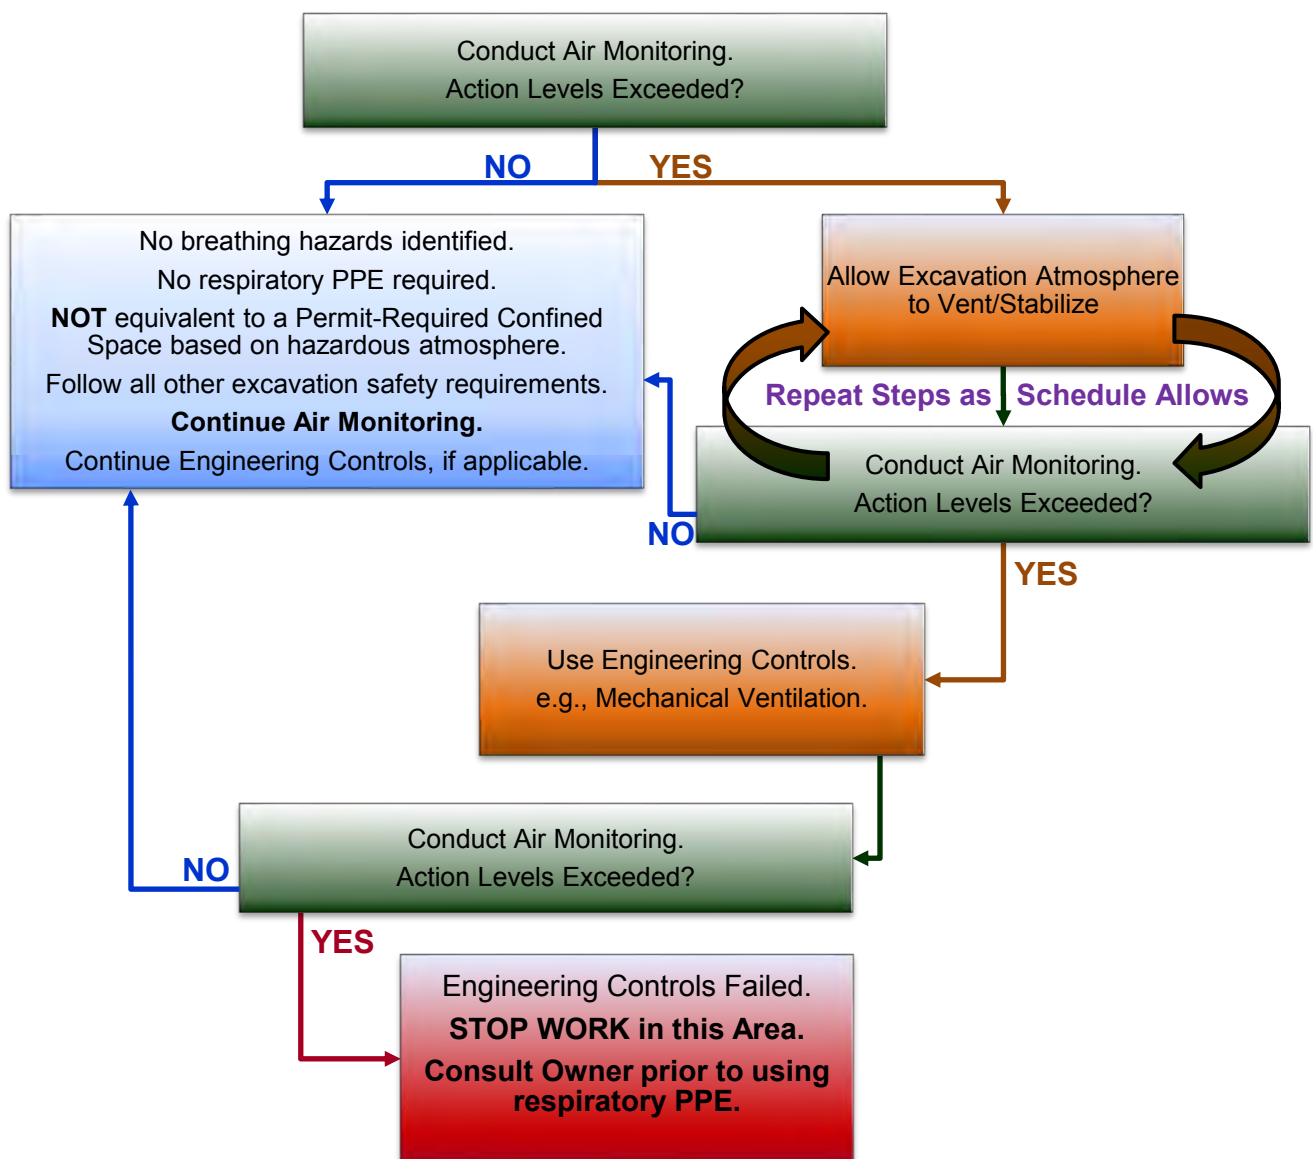 Conduct Air Monitoring.
Action Levels Exceeded?
NO
YES
No breathing hazards identified.
No respiratory PPE required.
NOT equivalent to a Permit-Required Confined
Space based on hazardous atmosphere.
Follow all other excavation safety requirements.
Continue Air Monitoring.
Continue Engineering Controls, if applicable.
Allow Excavation Atmosphere
to Vent/Stabilize
Repeat Steps as Schedule Allows
Conduct Air Monitoring.
Action Levels Exceeded?
NO
YES
Use Engineering Controls.
e.g., Mechanical Ventilation.
Conduct Air Monitoring.
Action Levels Exceeded?
NO
YES
Engineering Controls Failed.
STOP WORK in this Area.
Consult Owner prior to using
respiratory PPE.